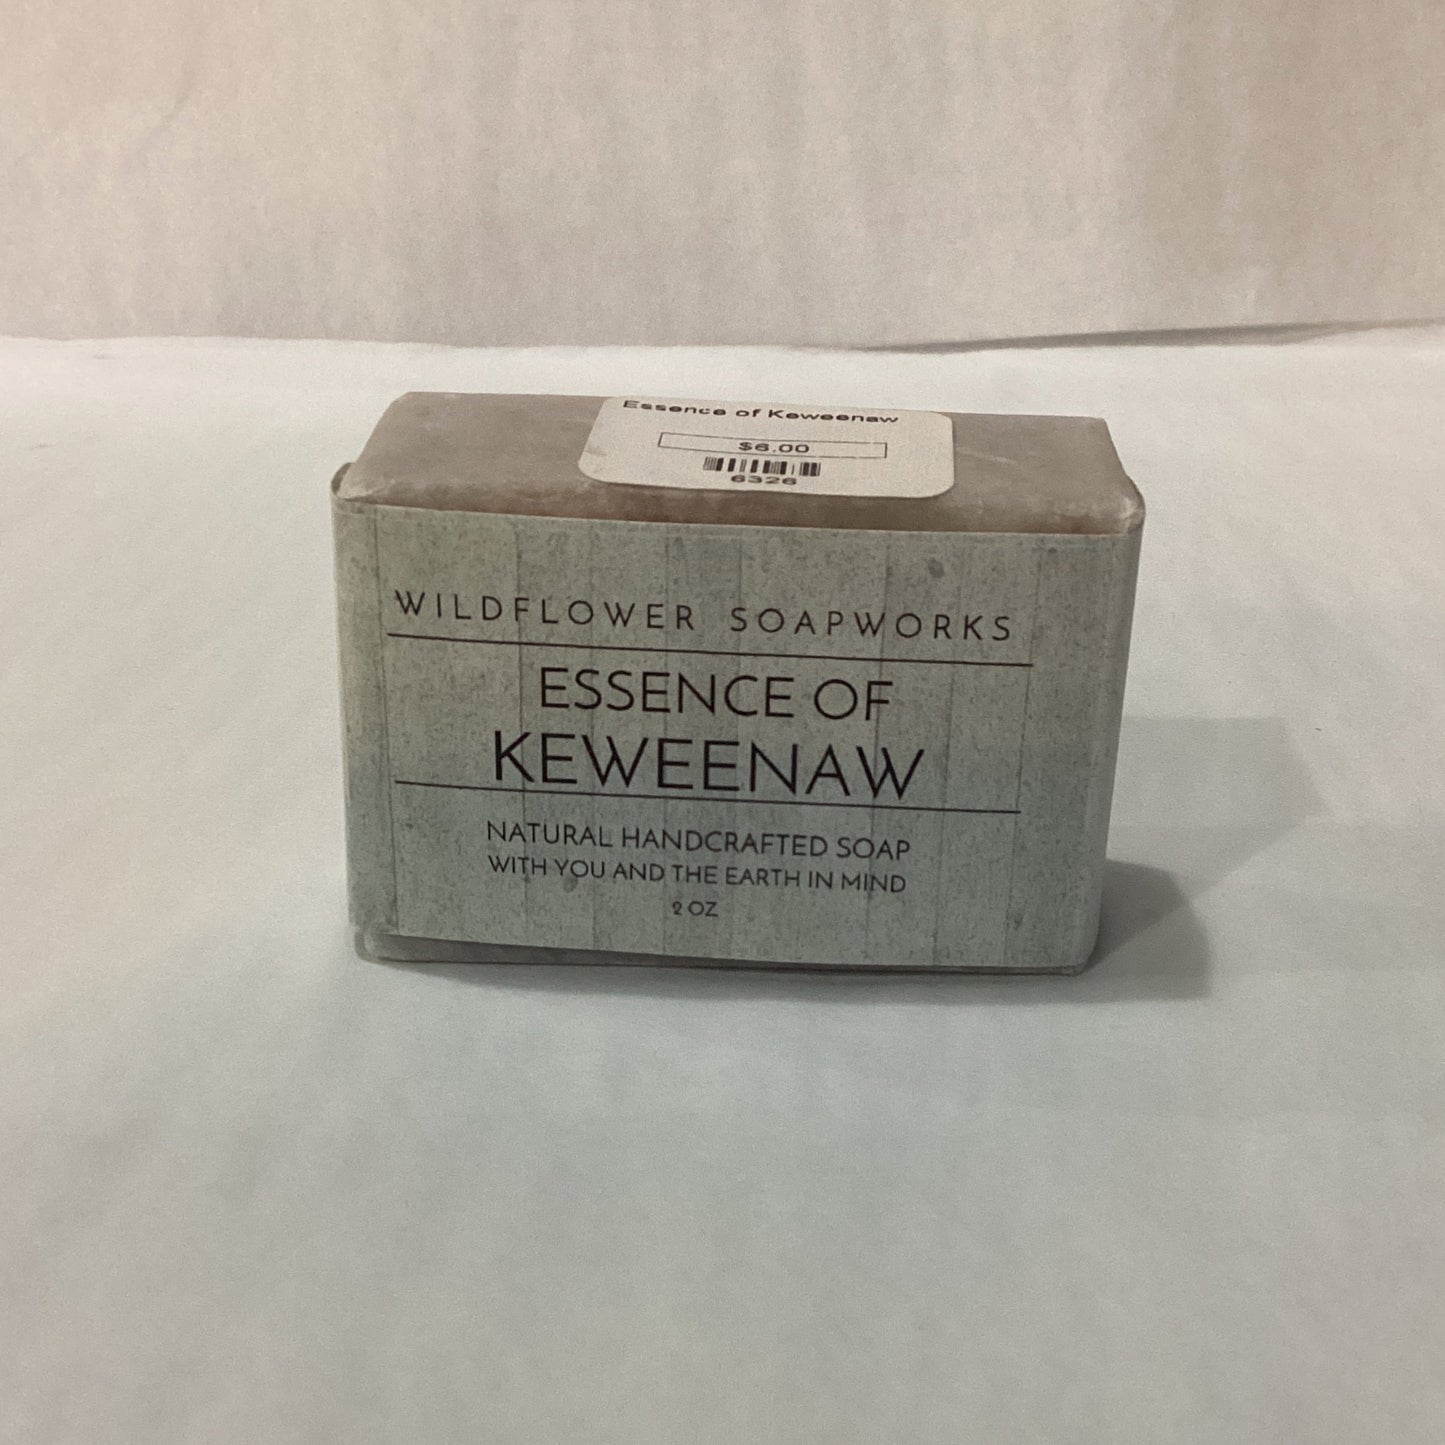 Essence of Keweenaw
$6.00
6326
WILDFLOWER SOAPWORKS
ESSENCE OF
KEWEENAW
NATURAL HANDCRAFTED SOAP
WITH YOU AND THE EARTH IN MIND
2 OZ